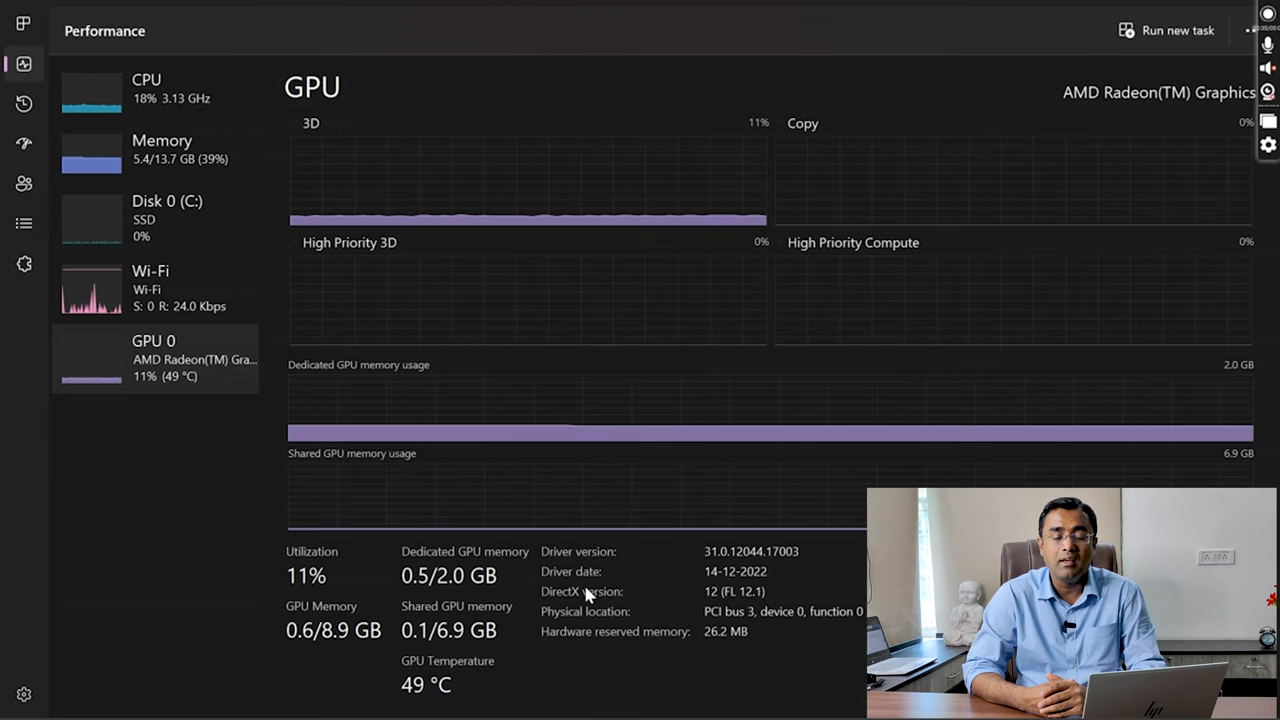 Performance
Run new task
CPU
18% 3.13 GHz
Memory
5.4/13.7 GB (39%)
Disk 0 (C:)
SSD
0%
Wi-Fi
Wi-Fi
S: 0 R: 24.0 Kbps
GPU 0
AMD Radeon(TM) Gra...
11% (49 °C)
GPU
AMD Radeon(TM) Graphics
3D 11%
Copy 0%
High Priority 3D 0%
High Priority Compute 0%
Dedicated GPU memory usage 2.0 GB
Shared GPU memory usage 6.9 GB
Utilization
11%
Dedicated GPU memory
0.5/2.0 GB
GPU Memory
0.6/8.9 GB
Shared GPU memory
0.1/6.9 GB
GPU Temperature
49 °C
Driver version: 31.0.12044.17003
Driver date: 14-12-2022
DirectX version: 12 (FL 12.1)
Physical location: PCI bus 3, device 0, function 0
Hardware reserved memory: 26.2 MB
hp